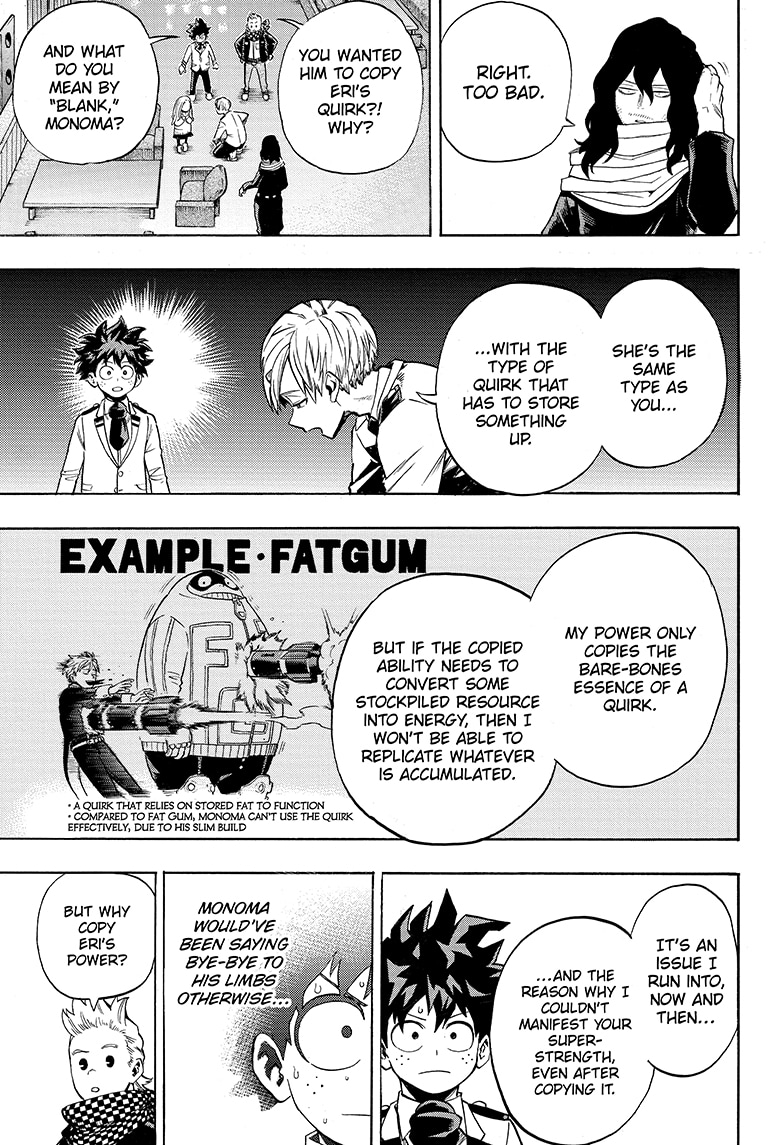 RIGHT.
TOO BAD.
YOU WANTED
HIM TO COPY
ERI'S
QUIRK?!
WHY?
AND WHAT
DO YOU
MEAN BY
"BLANK,"
MONOMA?
SHE'S THE
SAME
TYPE AS
YOU...
...WITH THE
TYPE OF
QUIRK THAT
HAS TO STORE
SOMETHING
UP.
MY POWER ONLY
COPIES THE
BARE-BONES
ESSENCE OF A
QUIRK.
BUT IF THE COPIED
ABILITY NEEDS TO
CONVERT SOME
STOCKPILED RESOURCE
INTO ENERGY, THEN I
WON'T BE ABLE TO
REPLICATE WHATEVER
IS ACCUMULATED.
EXAMPLE·FATGUM
F
G
• A QUIRK THAT RELIES ON STORED FAT TO FUNCTION
• COMPARED TO FAT GUM, MONOMA CAN'T USE THE QUIRK
EFFECTIVELY, DUE TO HIS SLIM BUILD
IT'S AN
ISSUE I
RUN INTO,
NOW AND
THEN...
...AND THE
REASON WHY I
COULDN'T
MANIFEST YOUR
SUPER-
STRENGTH,
EVEN AFTER
COPYING IT.
MONOMA
WOULD'VE
BEEN SAYING
BYE-BYE TO
HIS LIMBS
OTHERWISE...
BUT WHY
COPY
ERI'S
POWER?